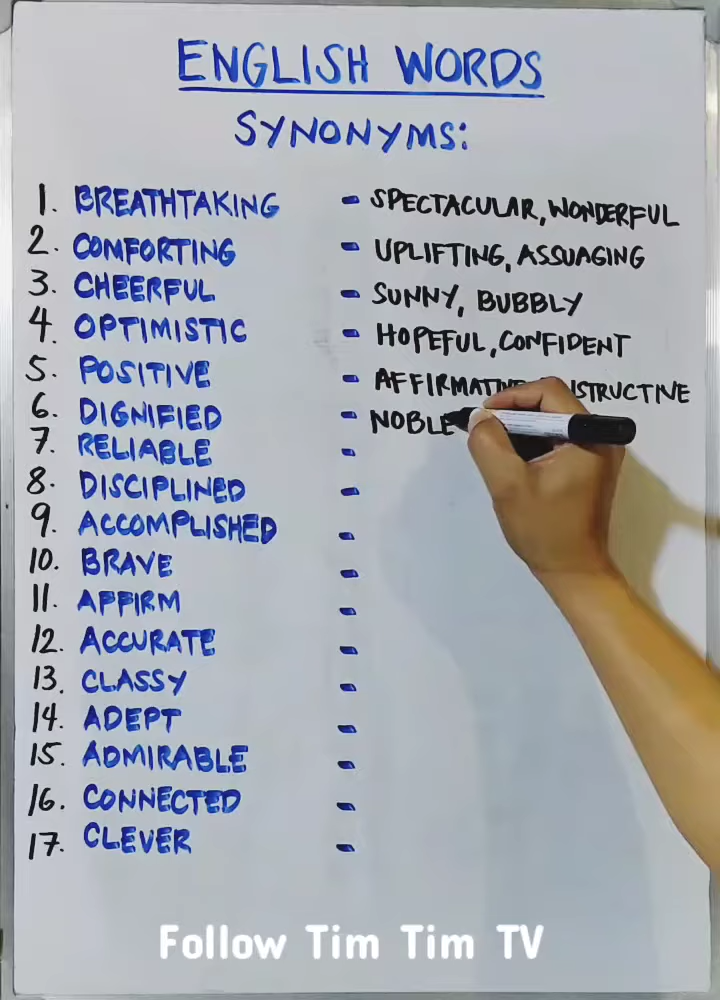 ENGLISH WORDS
SYNONYMS:
1. BREATHTAKING - SPECTACULAR, WONDERFUL
2. COMFORTING - UPLIFTING, ASSUAGING
3. CHEERFUL - SUNNY, BUBBLY
4. OPTIMISTIC - HOPEFUL, CONFIDENT
5. POSITIVE - AFFIRMATIVE
6. DIGNIFIED - NOBLE
7. RELIABLE -
8. DISCIPLINED -
9. ACCOMPLISHED -
10. BRAVE -
11. AFFIRM -
12. ACCURATE -
13. CLASSY -
14. ADEPT -
15. ADMIRABLE -
16. CONNECTED -
17. CLEVER -
Follow Tim Tim TV